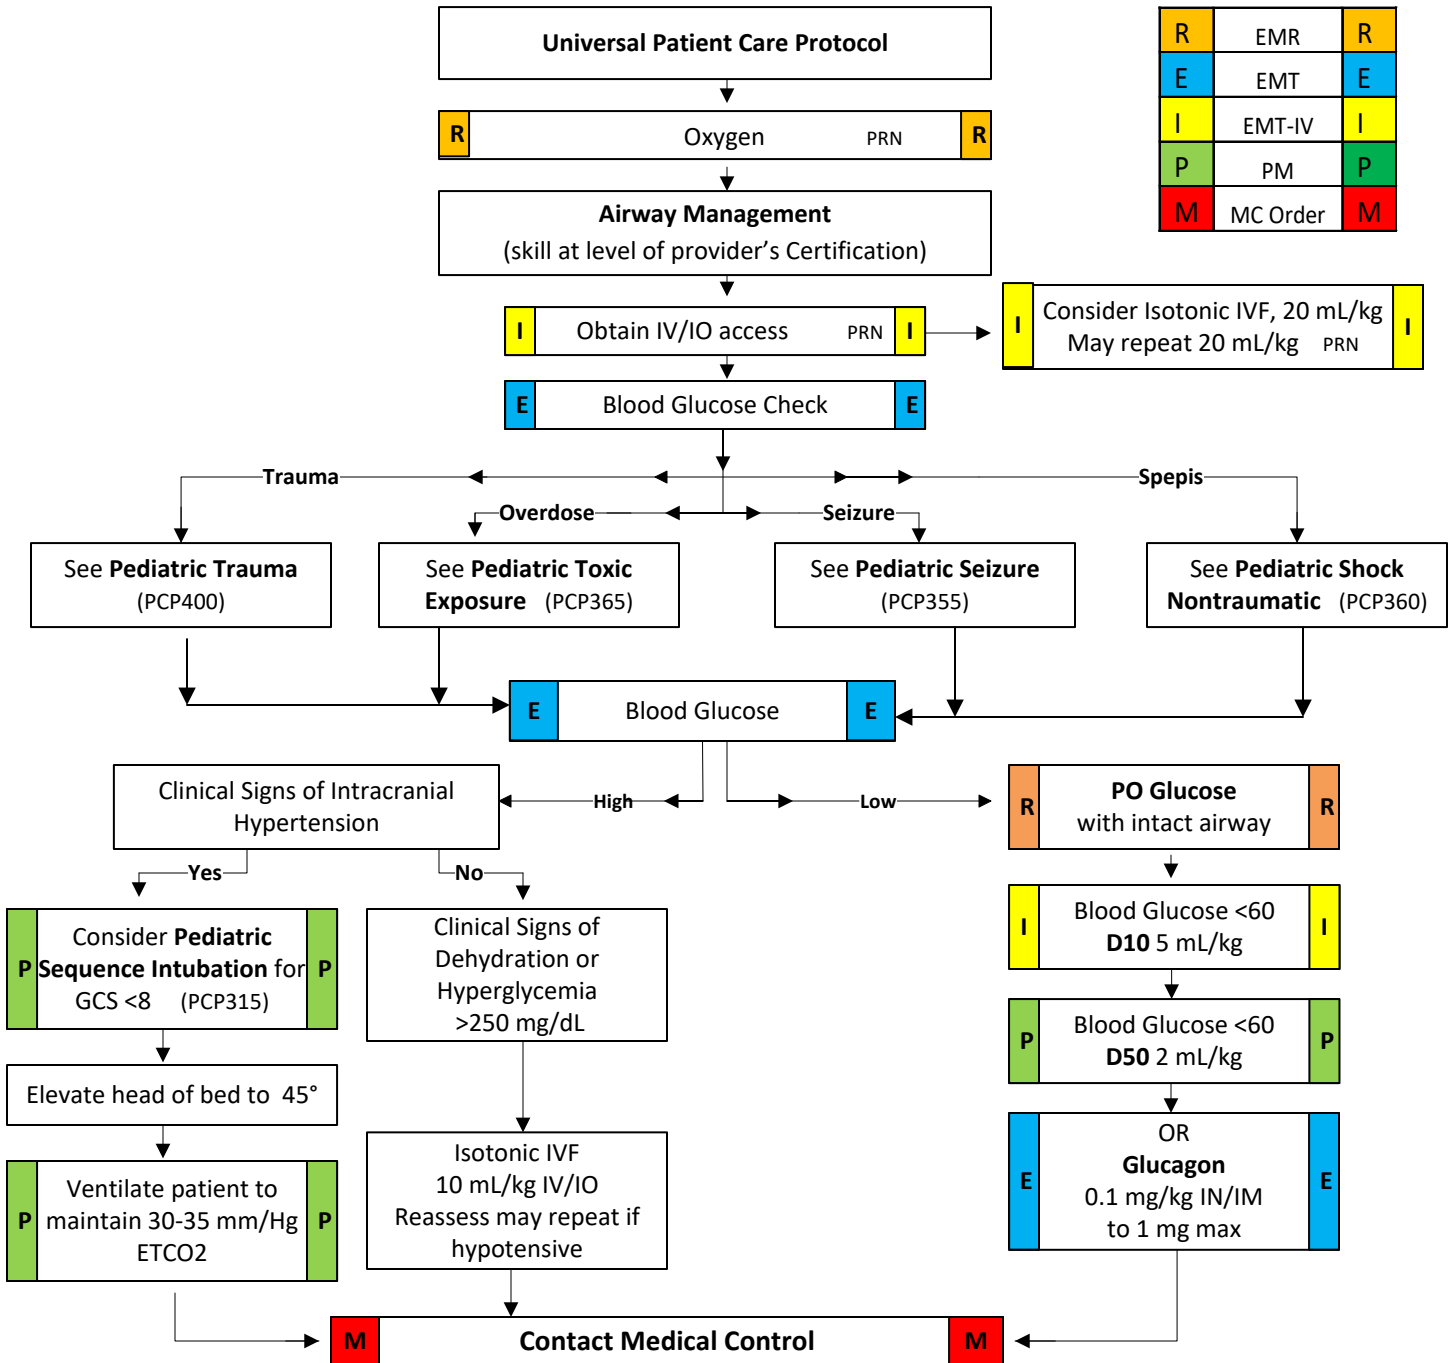 Universal Patient Care Protocol
R EMR R
E EMT E
I EMT-IV I
P PM P
M MC Order M
R Oxygen PRN R
Airway Management
(skill at level of provider's Certification)
I Obtain IV/IO access PRN I
I Consider Isotonic IVF, 20 mL/kg I
May repeat 20 mL/kg PRN
E Blood Glucose Check E
Trauma
Spepis
Overdose
Seizure
See Pediatric Trauma
(PCP400)
See Pediatric Toxic
Exposure (PCP365)
See Pediatric Seizure
(PCP355)
See Pediatric Shock
Nontraumatic (PCP360)
E Blood Glucose E
High
Low
Clinical Signs of Intracranial
Hypertension
Yes
No
P Consider Pediatric P
Sequence Intubation for
GCS <8 (PCP315)
Elevate head of bed to 45°
P Ventilate patient to P
maintain 30-35 mm/Hg
ETCO2
Clinical Signs of
Dehydration or
Hyperglycemia
>250 mg/dL
Isotonic IVF
10 mL/kg IV/IO
Reassess may repeat if
hypotensive
R PO Glucose R
with intact airway
I Blood Glucose <60 I
D10 5 mL/kg
P Blood Glucose <60 P
D50 2 mL/kg
OR
E Glucagon E
0.1 mg/kg IN/IM
to 1 mg max
M Contact Medical Control M